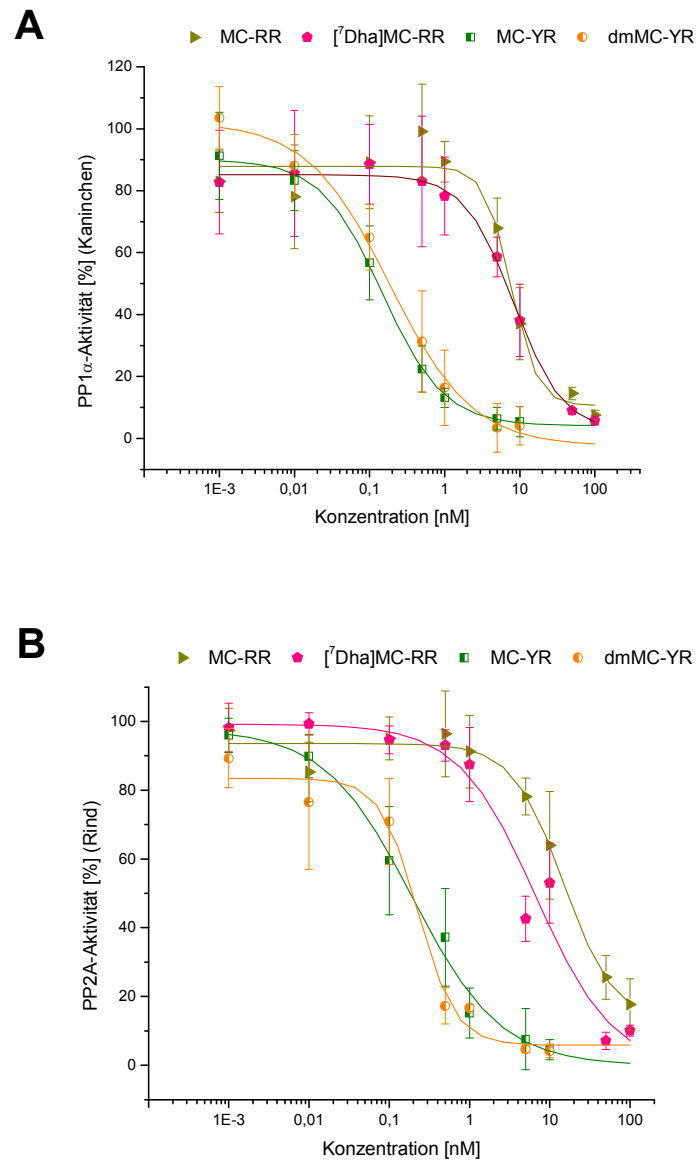 A
MC-RR [⁷Dha]MC-RR MC-YR dmMC-YR
120
100
80
60
40
20
0
PP1α-Aktivität [%] (Kaninchen)
1E-3 0,01 0,1 1 10 100
Konzentration [nM]
B
MC-RR [⁷Dha]MC-RR MC-YR dmMC-YR
100
80
60
40
20
0
PP2A-Aktivität [%] (Rind)
1E-3 0,01 0,1 1 10 100
Konzentration [nM]